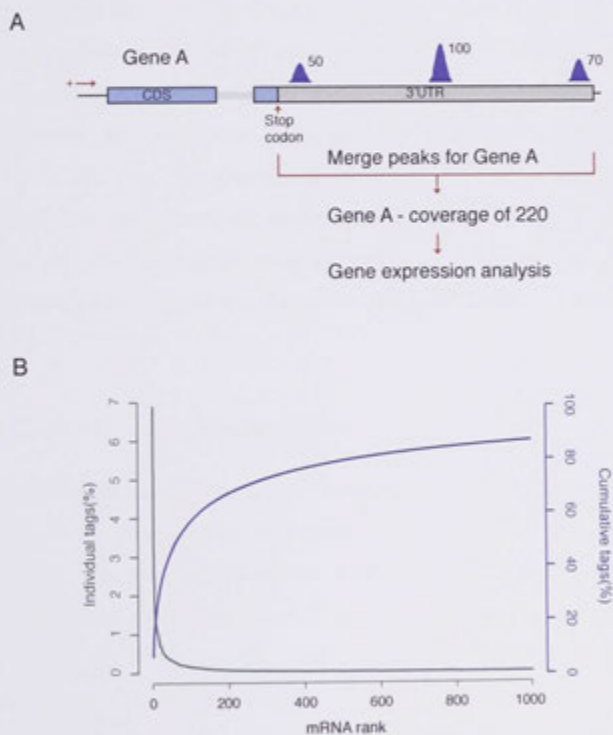 A
Gene A
50
100
70
+
CDS
3'UTR
Stop
codon
Merge peaks for Gene A
Gene A - coverage of 220
Gene expression analysis
B
Individual tags(%)
7
6
5
4
3
2
1
0
100
80
60
40
20
0
Cumulative tags(%)
0 200 400 600 800 1000
mRNA rank